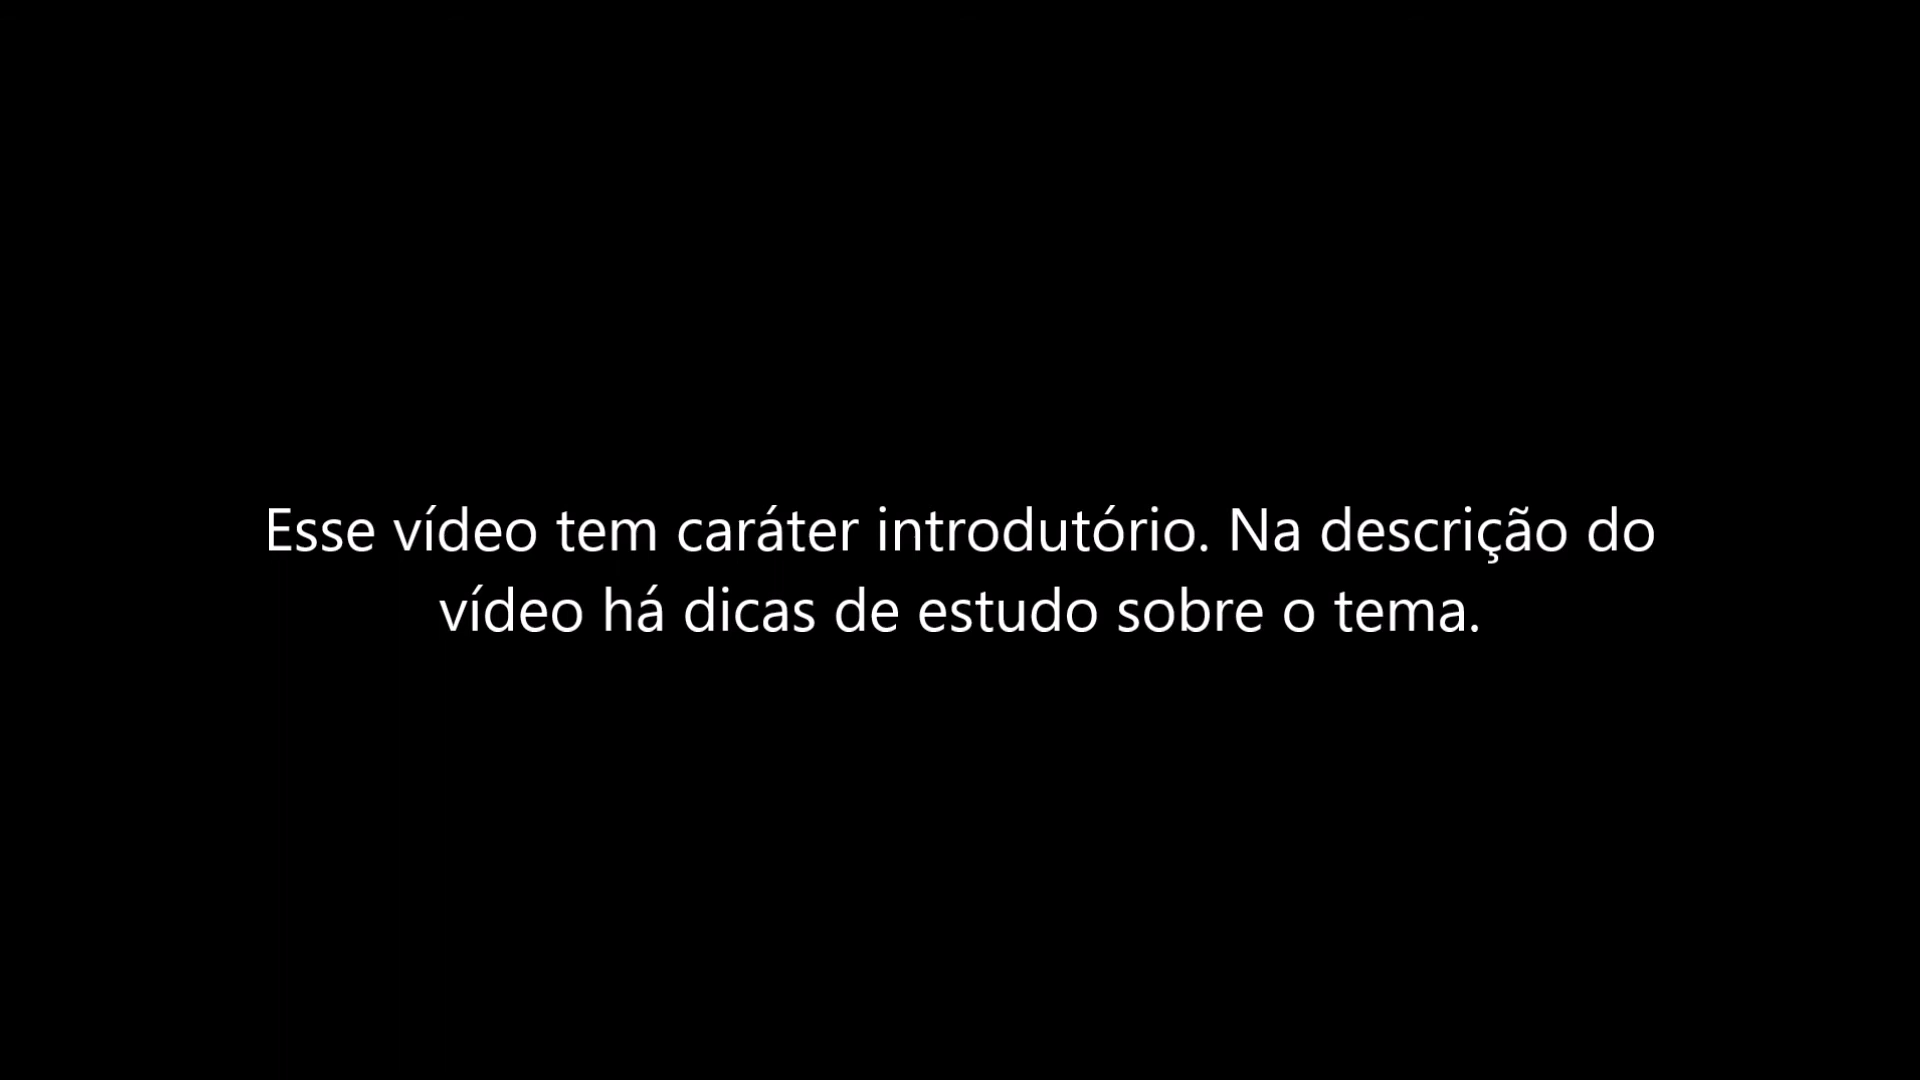 Esse vídeo tem caráter introdutório. Na descrição do
vídeo há dicas de estudo sobre o tema.